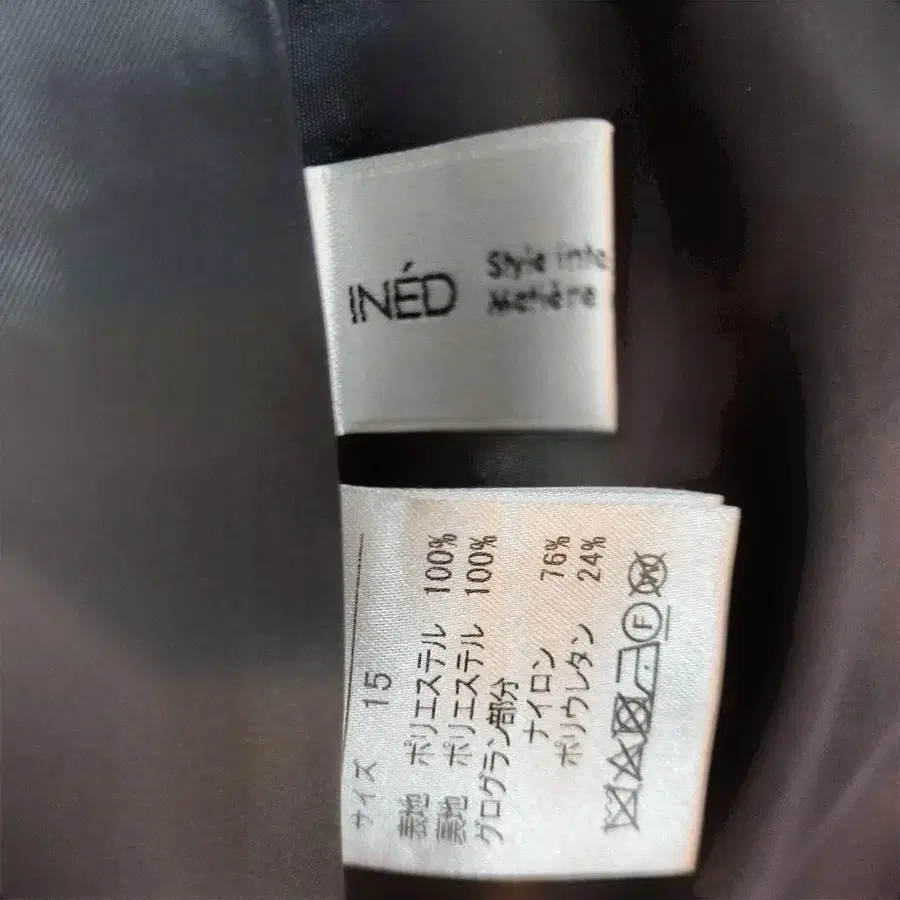 INÉD
Style inté
Matière
サイズ 15
表地 ポリエステル 100%
裏地 ポリエステル 100%
グログラン部分
ナイロン 76%
ポリウレタン 24%
F W